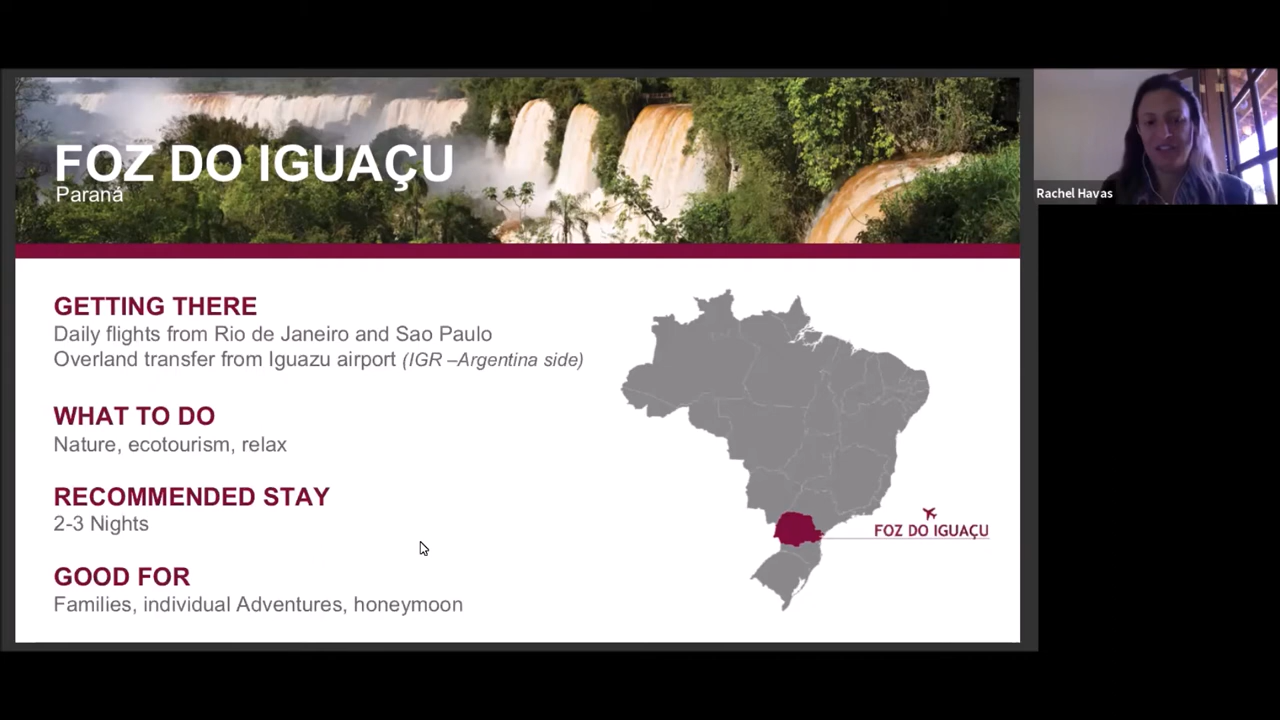 FOZ DO IGUAÇU
Paraná
Rachel Havas
GETTING THERE
Daily flights from Rio de Janeiro and Sao Paulo
Overland transfer from Iguazu airport (IGR –Argentina side)
WHAT TO DO
Nature, ecotourism, relax
RECOMMENDED STAY
2-3 Nights
FOZ DO IGUAÇU
GOOD FOR
Families, individual Adventures, honeymoon